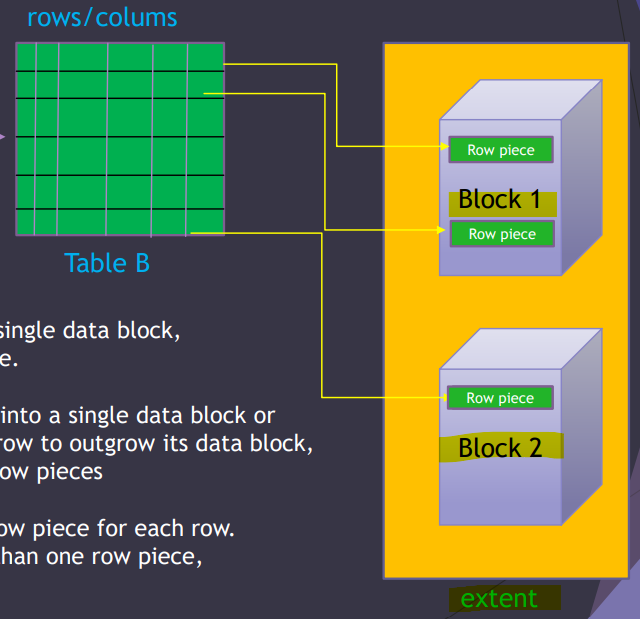 rows/colums
Row piece
Block 1
Row piece
Table B
single data block,
e.
into a single data block or
row to outgrow its data block,
ow pieces
Row piece
Block 2
ow piece for each row.
han one row piece,
extent